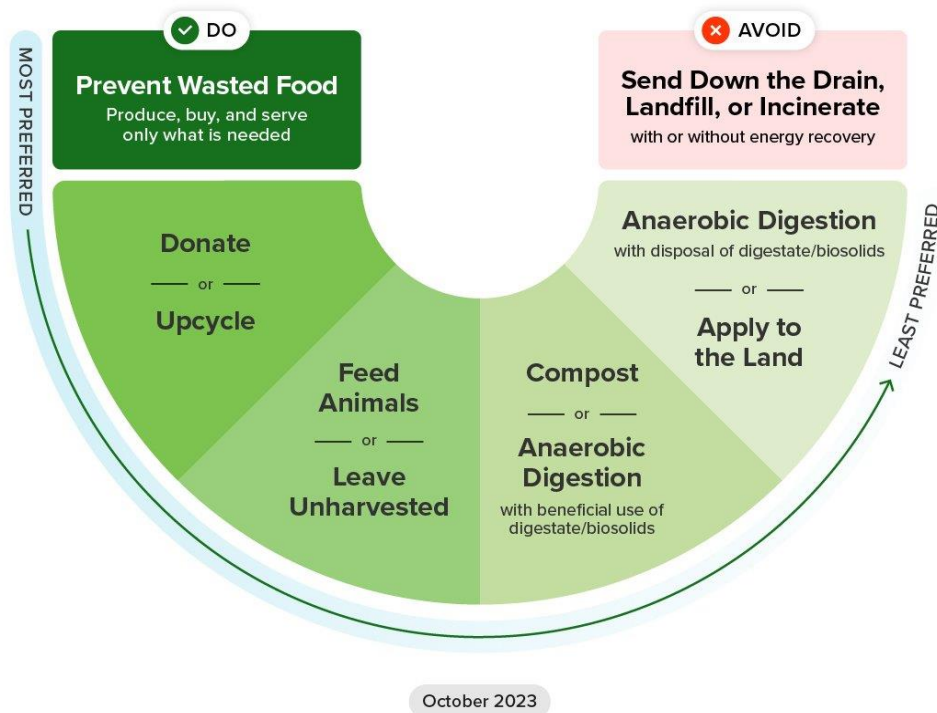 DO
Prevent Wasted Food
Produce, buy, and serve
only what is needed
AVOID
Send Down the Drain,
Landfill, or Incinerate
with or without energy recovery
MOST PREFERRED
Donate
or
Upcycle
Feed
Animals
or
Leave
Unharvested
Compost
or
Anaerobic
Digestion
with beneficial use of
digestate/biosolids
Anaerobic Digestion
with disposal of digestate/biosolids
or
Apply to
the Land
LEAST PREFERRED
October 2023